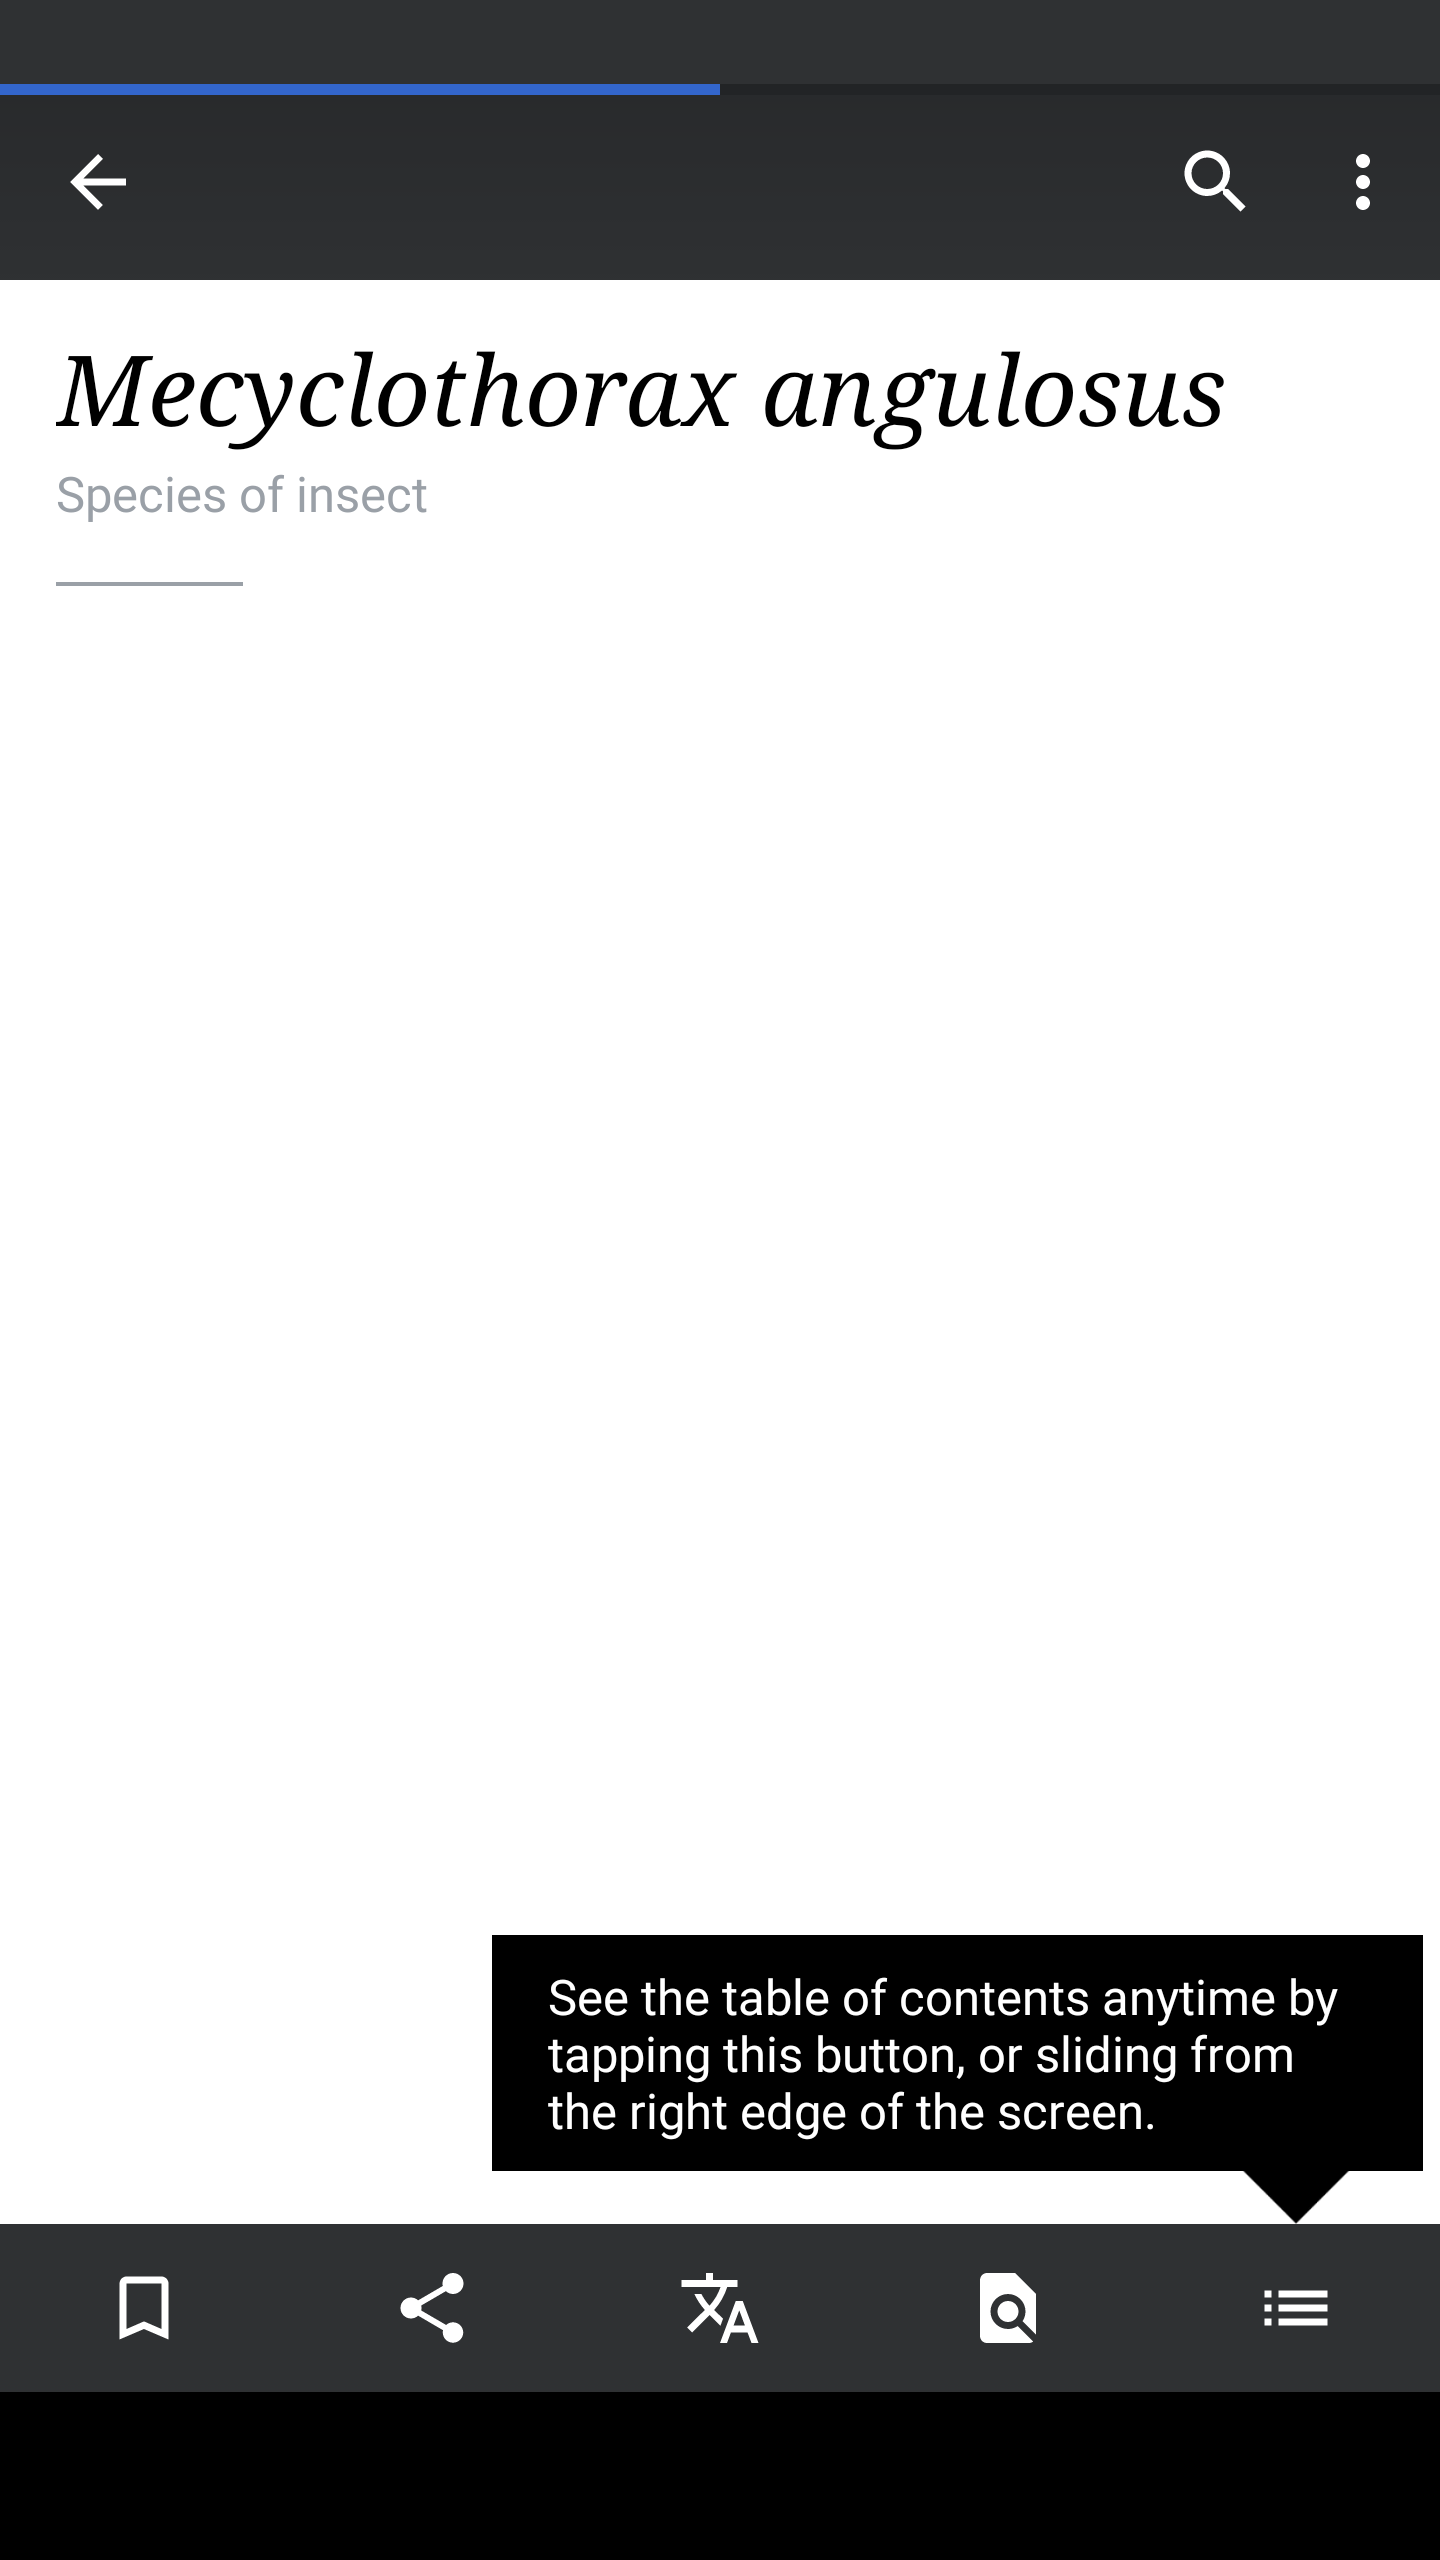 Mecyclothorax angulosus
Species of insect
See the table of contents anytime by
tapping this button, or sliding from
the right edge of the screen.